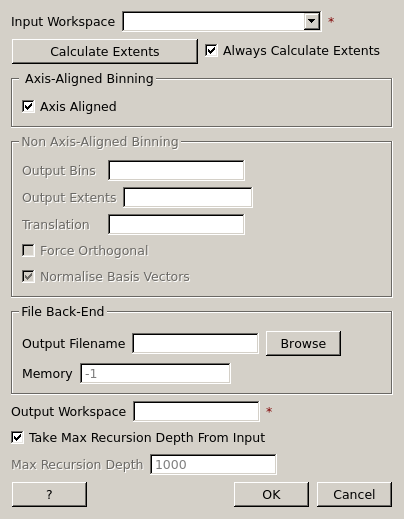 Input Workspace *
Calculate Extents Always Calculate Extents
Axis-Aligned Binning
Axis Aligned
Non Axis-Aligned Binning
Output Bins
Output Extents
Translation
Force Orthogonal
Normalise Basis Vectors
File Back-End
Output Filename Browse
Memory -1
Output Workspace *
Take Max Recursion Depth From Input
Max Recursion Depth 1000
? OK Cancel